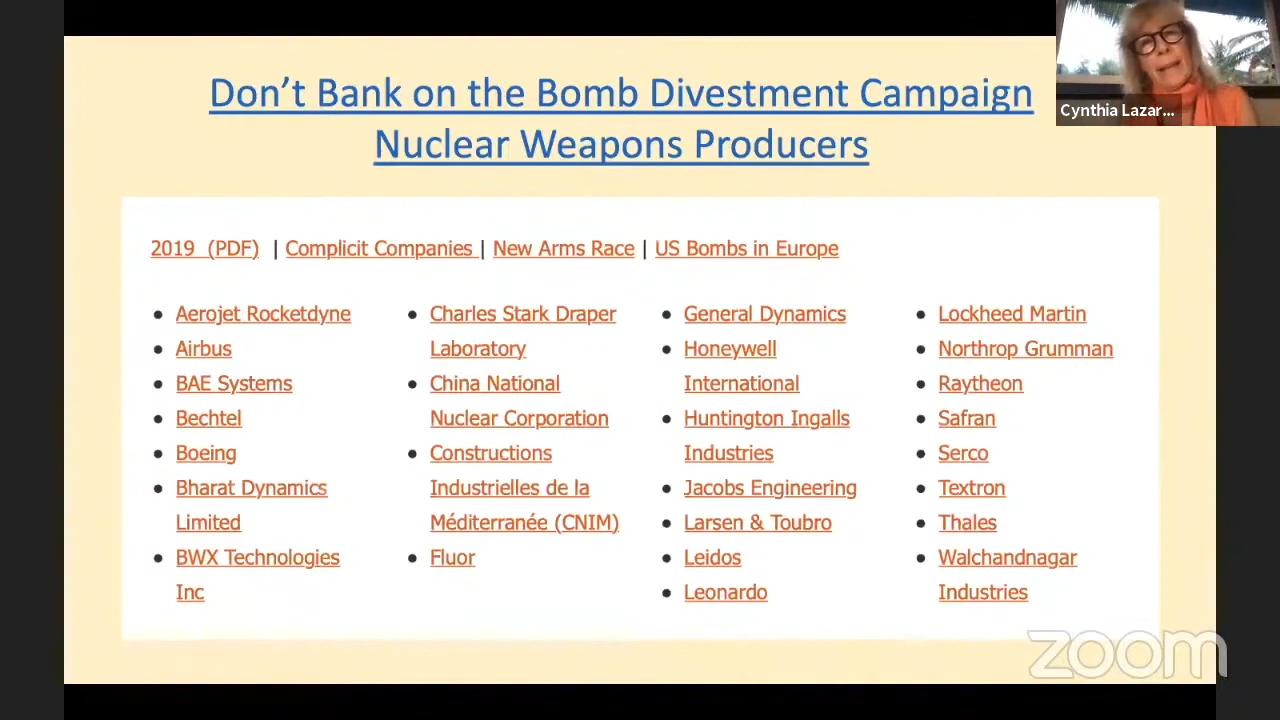 Don’t Bank on the Bomb Divestment Campaign
Nuclear Weapons Producers
Cynthia Lazar...
2019 (PDF) | Complicit Companies | New Arms Race | US Bombs in Europe
• Aerojet Rocketdyne
• Airbus
• BAE Systems
• Bechtel
• Boeing
• Bharat Dynamics
Limited
• BWX Technologies
Inc
• Charles Stark Draper
Laboratory
• China National
Nuclear Corporation
• Constructions
Industrielles de la
Méditerranée (CNIM)
• Fluor
• General Dynamics
• Honeywell
International
• Huntington Ingalls
Industries
• Jacobs Engineering
• Larsen & Toubro
• Leidos
• Leonardo
• Lockheed Martin
• Northrop Grumman
• Raytheon
• Safran
• Serco
• Textron
• Thales
• Walchandnagar
Industries
zoom